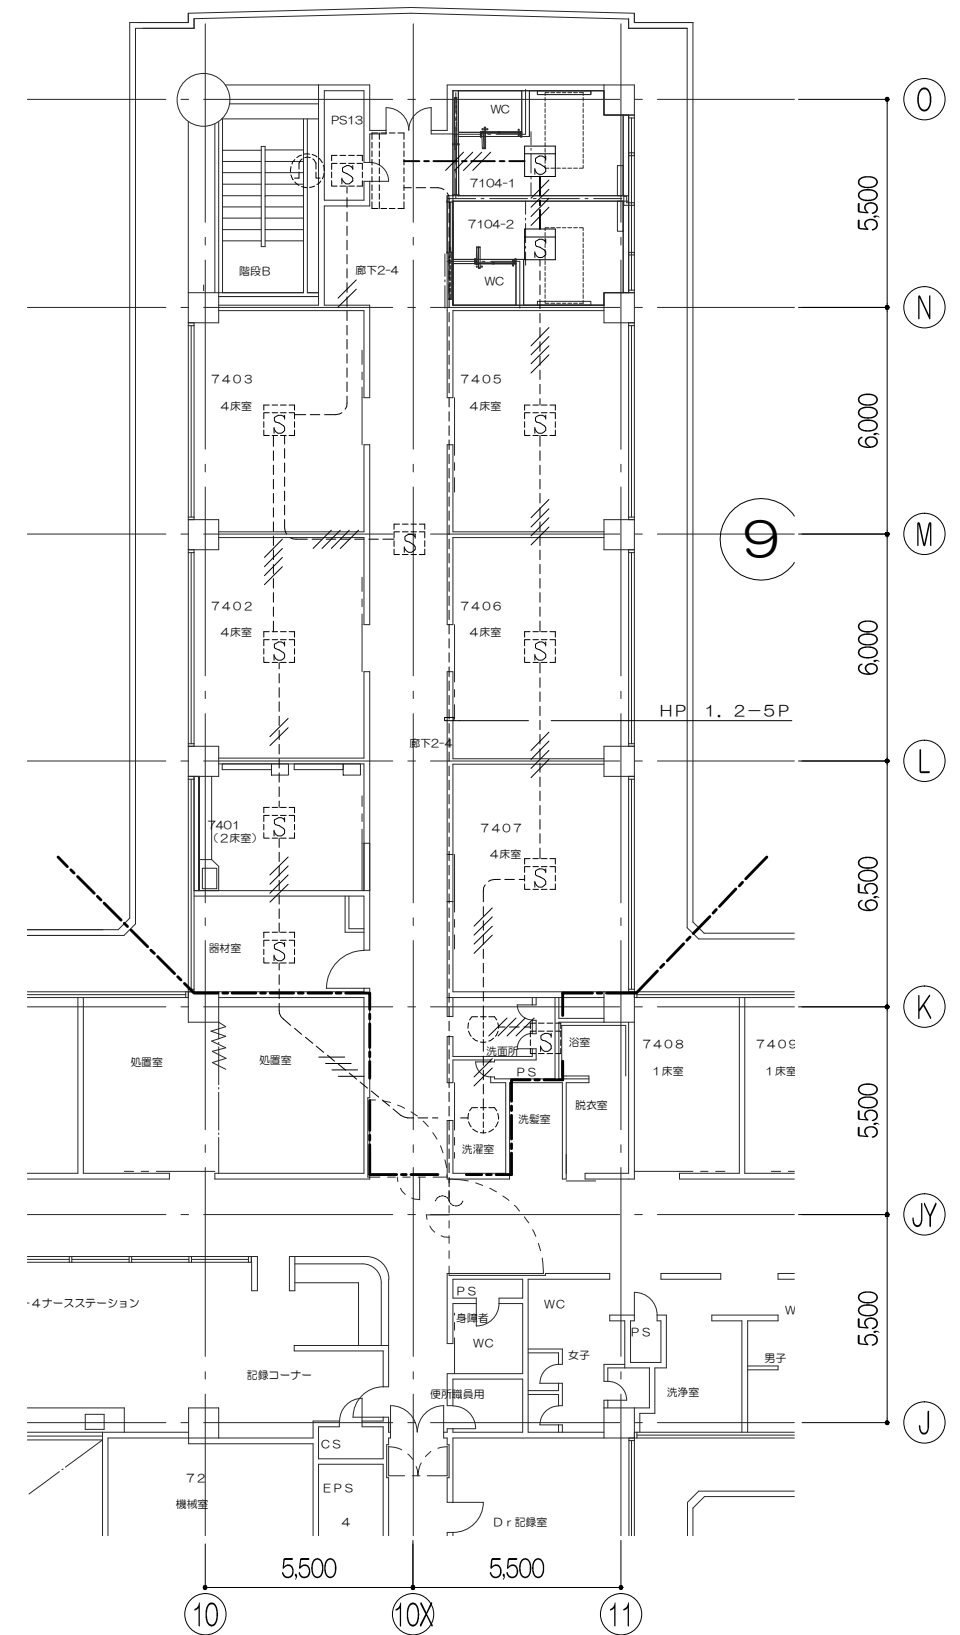 O
WC
PS13
S
S
7104-1
5,500
7104-2
S
階段B
廊下2-4
WC
N
7403
4床室
7405
4床室
6,000
S
S
9
M
S
7402
4床室
7406
4床室
6,000
S
S
HP 1.2-5P
廊下2-4
L
7401
(2床室)
S
7407
4床室
S
6,500
器材室
S
K
処置室
処置室
洗面所
S
浴室
7408
1床室
7409
1床室
PS
洗髪室
脱衣室
5,500
洗濯室
JY
PS
-4ナースステーション
身障者
WC
WC
PS
W
5,500
女子
男子
記録コーナー
便所職員用
洗浄室
J
CS
72
機械室
EPS
4
Dr記録室
5,500
5,500
10
10X
11